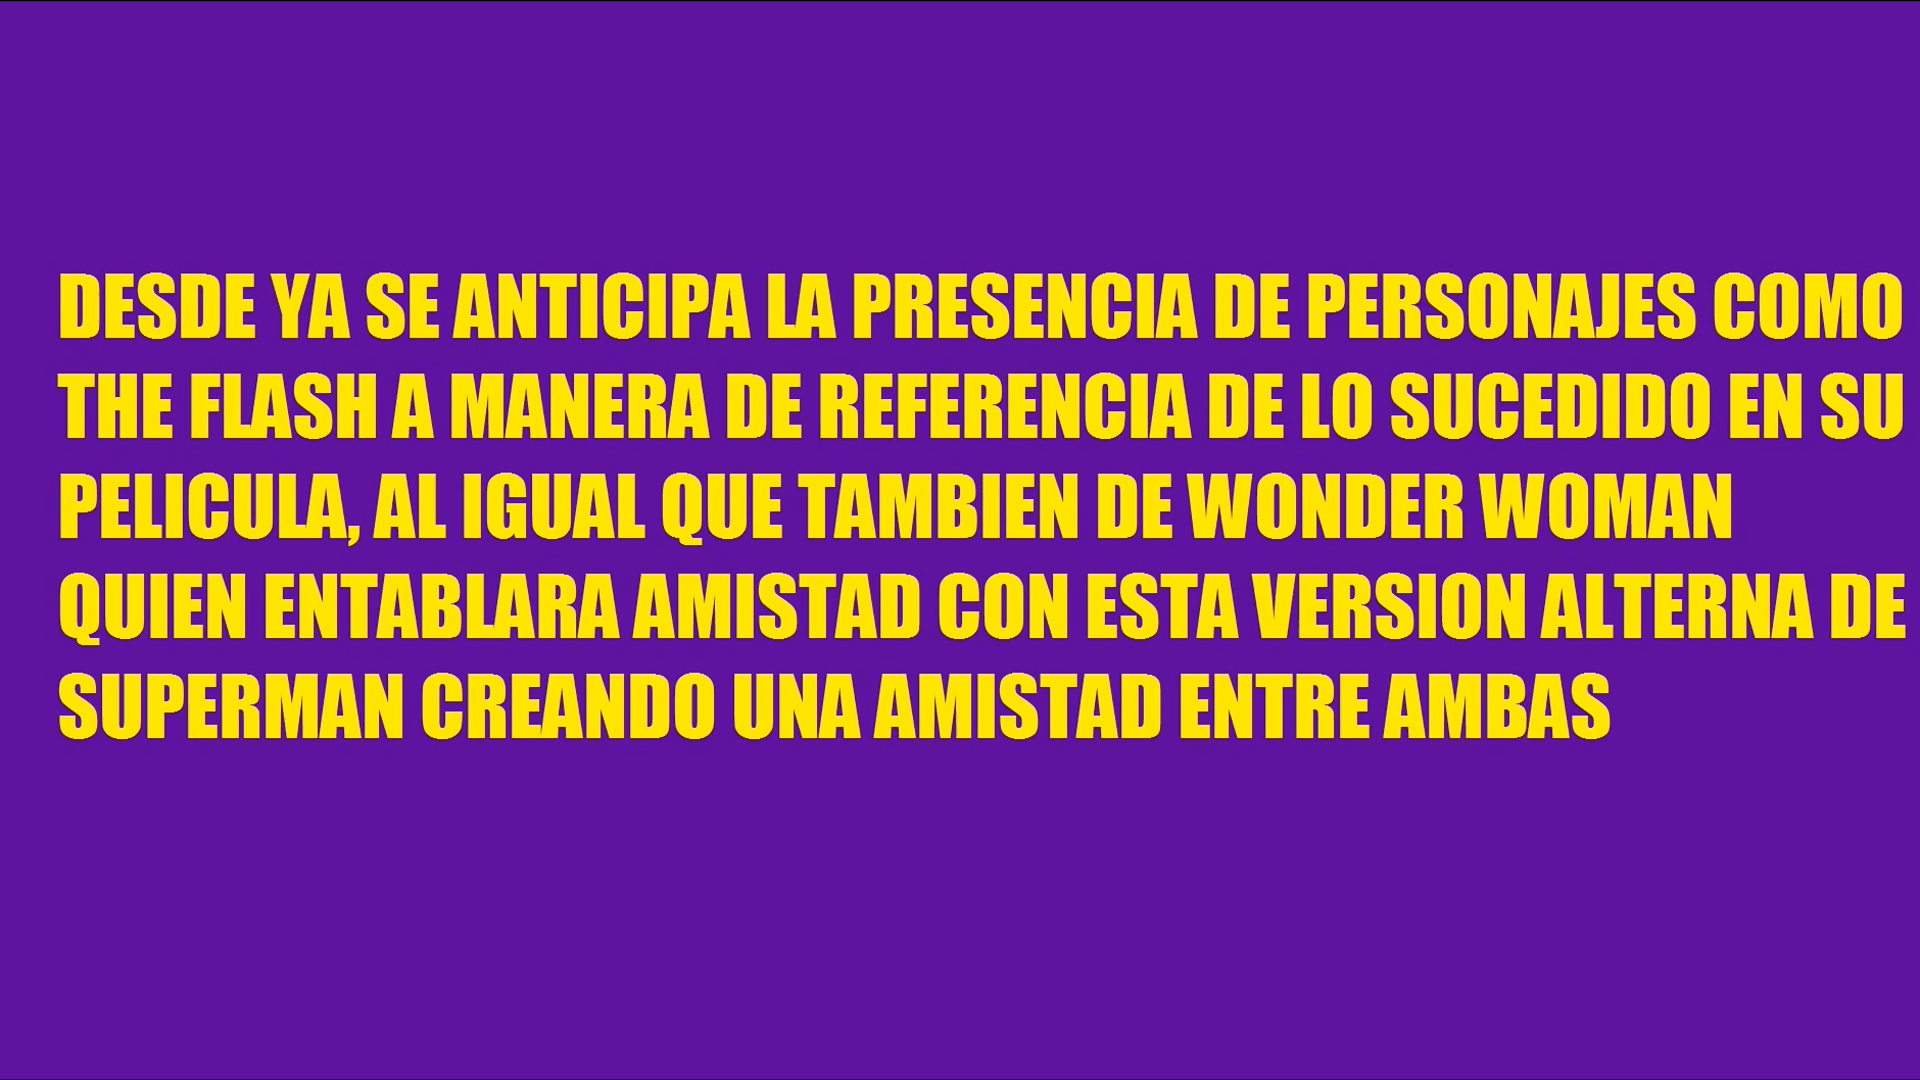 DESDE YA SE ANTICIPA LA PRESENCIA DE PERSONAJES COMO
THE FLASH A MANERA DE REFERENCIA DE LO SUCEDIDO EN SU
PELICULA, AL IGUAL QUE TAMBIEN DE WONDER WOMAN
QUIEN ENTABLARA AMISTAD CON ESTA VERSION ALTERNA DE
SUPERMAN CREANDO UNA AMISTAD ENTRE AMBAS